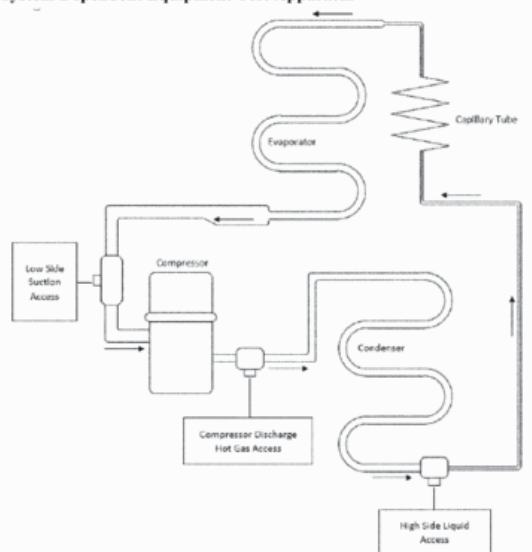 Capillary Tube
Evaporator
Low Side
Suction
Access
Compressor
Condenser
Compressor Discharge
Hot Gas Access
High Side Liquid
Access